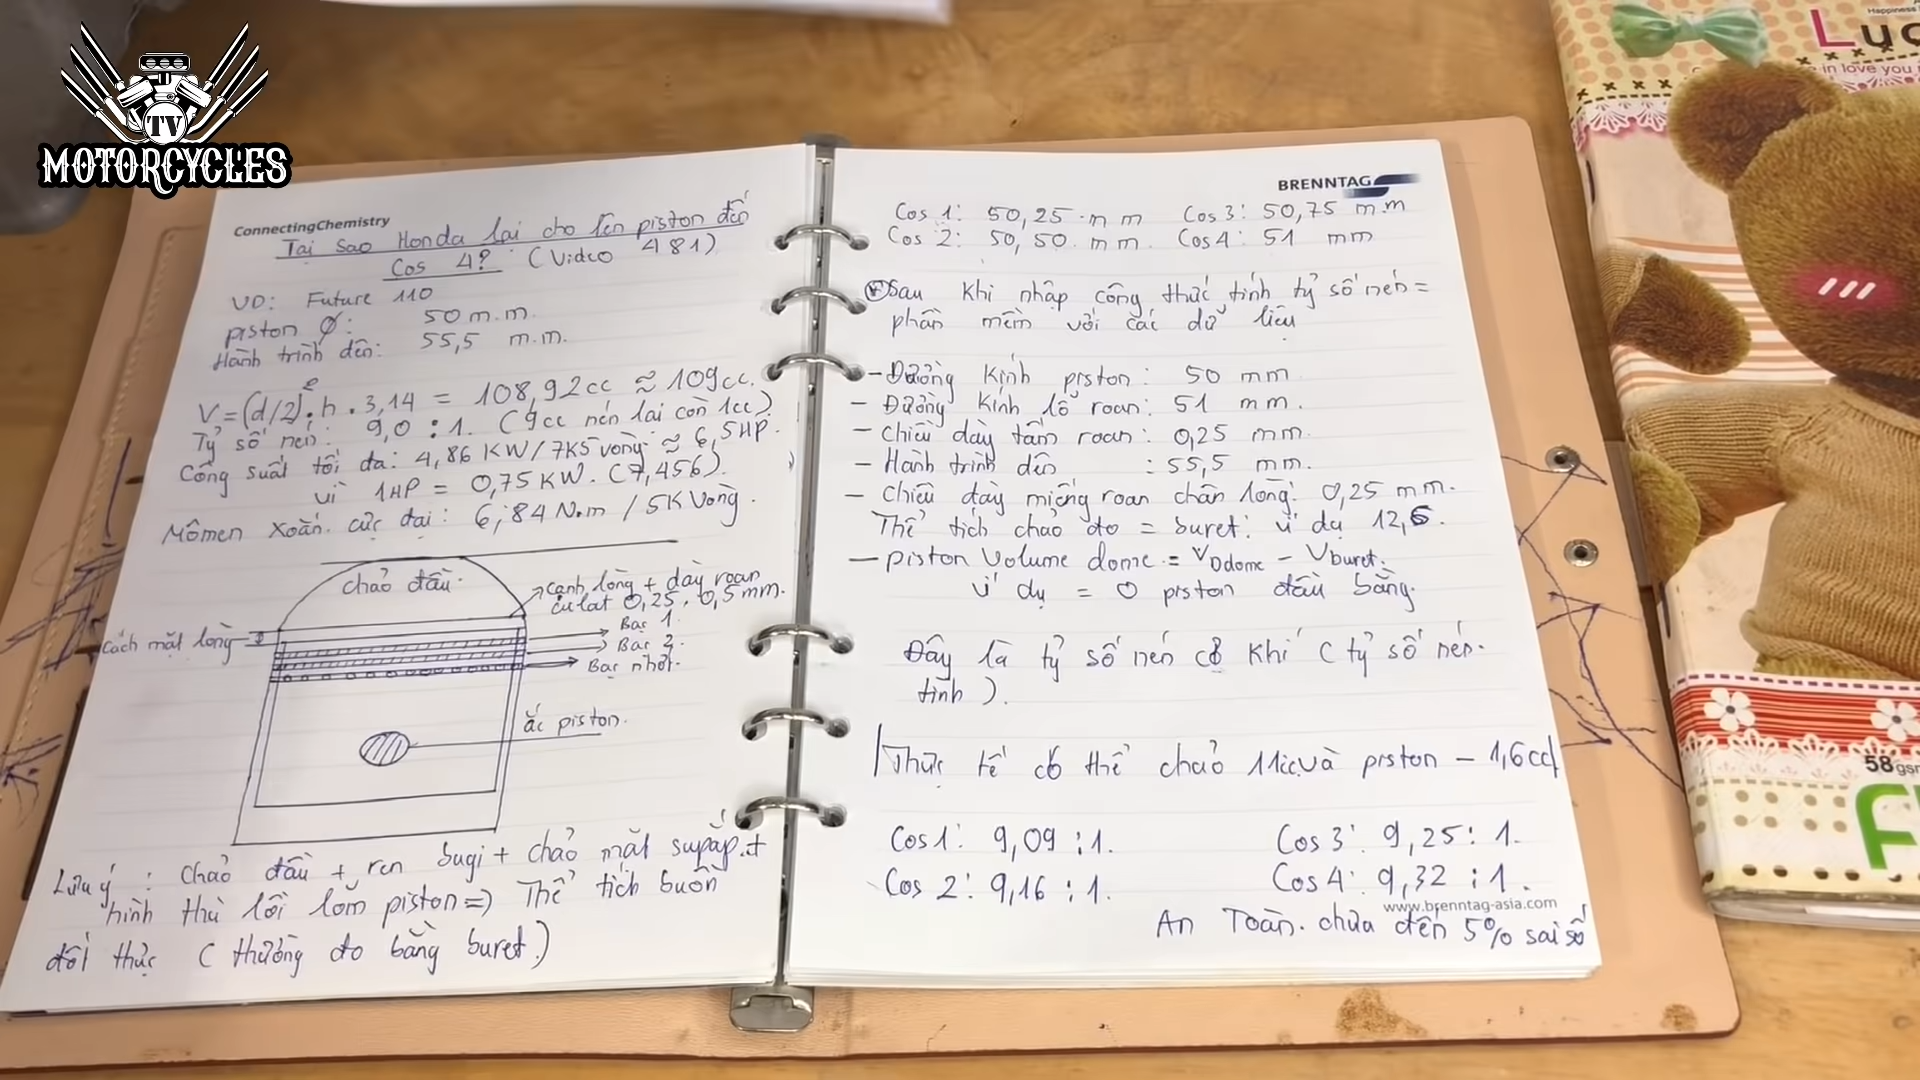 TV
MOTORCYCLES
ConnectingChemistry
Tại sao Honda lại cho lên piston đến
Cos 4? (Video 481)
VD: Future 110
piston Ø: 50 m.m.
Hành trình dên: 55,5 m.m.
V = (d/2)².h.3,14 = 108,92cc ≈ 109cc.
Tỷ số nén: 9,0 : 1. (9cc nén lại còn 1cc)
Công suất tối đa: 4,86 KW/7K5 vòng ≈ 6,5HP.
vì 1HP = 0,75KW. (7,456).
Mômen xoắn cực đại: 6,84 N.m / 5K Vòng.
chảo đầu.
cạnh lòng + dày roan
culat 0,25. 0,5mm.
Bạc 1
Bạc 2
Bạc nhớt.
Cách mặt lòng
ắc piston.
Lưu ý : chảo đầu + ren bugi + chảo mặt supắp +
hình thù lồi lõm piston => Thể tích buồn
đốt thực ( thường đo bằng buret.)
BRENNTAG
Cos 1: 50,25 m m Cos 3: 50,75 m.m
Cos 2: 50,50 m m. Cos 4: 51 mm
Sau khi nhập công thức tính tỷ số nén =
phần mềm với các dữ liệu
- Đường kính piston: 50 mm
- Đường kính lỗ roan: 51 mm.
- Chiều dày tấm roan: 0,25 mm.
- Hành trình dên : 55,5 mm.
- Chiều dày miếng roan chân lòng: 0,25 mm.
Thể tích chao đo = buret: ví dụ 12,6.
- piston Volume dome = VDdome - Vburet.
ví dụ = 0 piston đầu bằng.
Đây là tỷ số nén cơ khí ( tỷ số nén.
tĩnh ).
Thực tế có thể chảo 11cc và piston - 1,6cc
Cos 1: 9,09 : 1. Cos 3: 9,25 : 1.
Cos 2: 9,16 : 1. Cos 4: 9,32 : 1.
www.brenntag-asia.com
An Toàn. chưa đến 5% sai số
in love you
58gsm